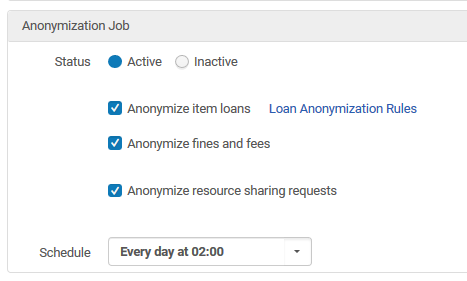 Anonymization Job
Status Active Inactive
Anonymize item loans Loan Anonymization Rules
Anonymize fines and fees
Anonymize resource sharing requests
Schedule Every day at 02:00